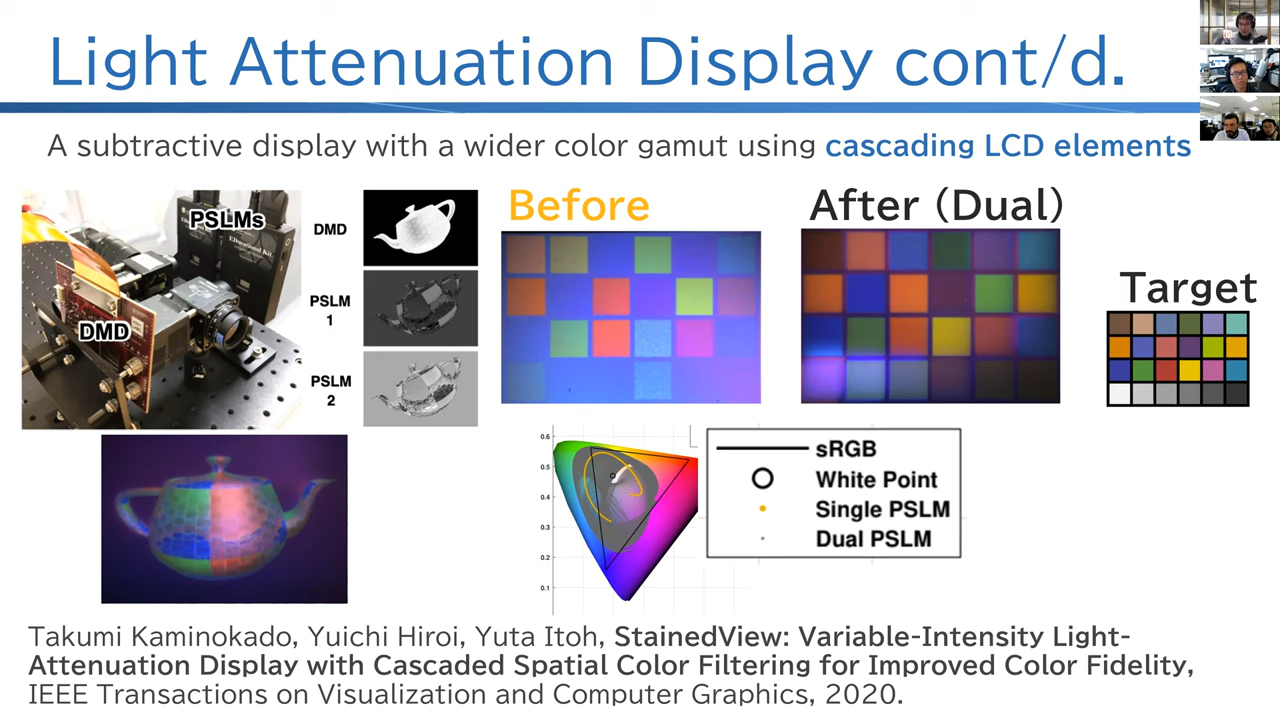 Light Attenuation Display cont/d.
A subtractive display with a wider color gamut using cascading LCD elements
PSLMs
DMD
DMD
PSLM
1
PSLM
2
Before
After (Dual)
Target
0.6
0.5
0.4
0.3
0.2
0.1
sRGB
White Point
Single PSLM
Dual PSLM
Takumi Kaminokado, Yuichi Hiroi, Yuta Itoh, StainedView: Variable-Intensity Light-
Attenuation Display with Cascaded Spatial Color Filtering for Improved Color Fidelity,
IEEE Transactions on Visualization and Computer Graphics, 2020.